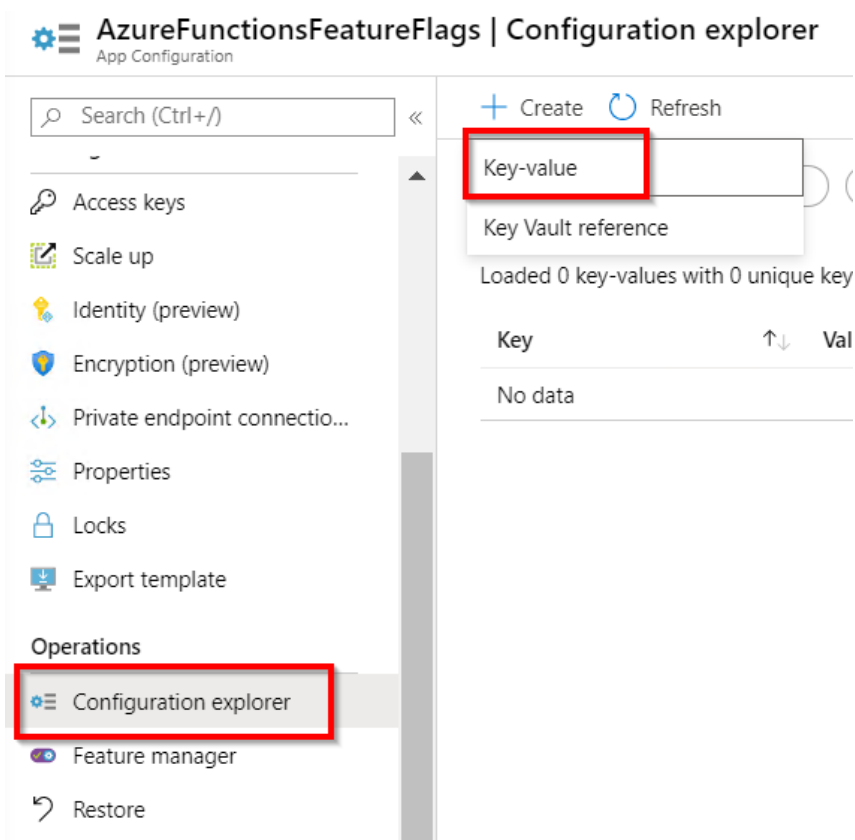 AzureFunctionsFeatureFlags | Configuration explorer
App Configuration
Search (Ctrl+/)
«
Access keys
Scale up
Identity (preview)
Encryption (preview)
Private endpoint connectio...
Properties
Locks
Export template
Operations
Configuration explorer
Feature manager
Restore
Create
Refresh
Key-value
Key Vault reference
Loaded 0 key-values with 0 unique key
Key
Val
No data